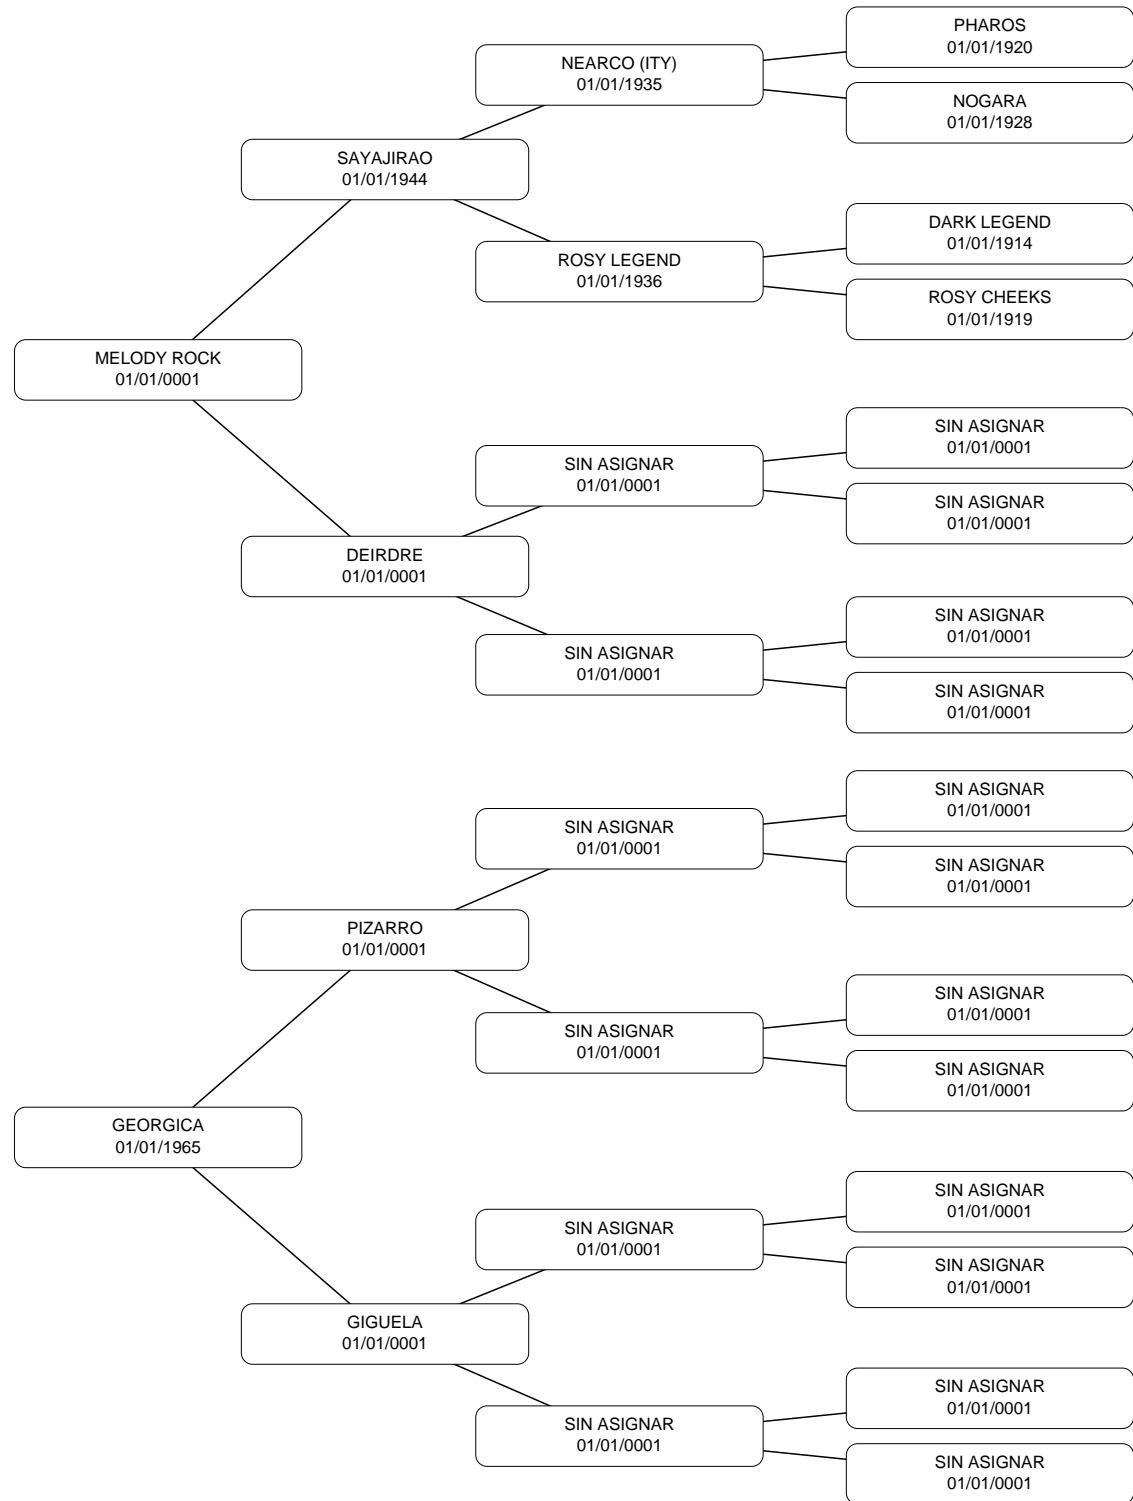 PHAROS
01/01/1920
NEARCO (ITY)
01/01/1935
NOGARA
01/01/1928
SAYAJIRAO
01/01/1944
DARK LEGEND
01/01/1914
ROSY LEGEND
01/01/1936
ROSY CHEEKS
01/01/1919
MELODY ROCK
01/01/0001
SIN ASIGNAR
01/01/0001
SIN ASIGNAR
01/01/0001
SIN ASIGNAR
01/01/0001
DEIRDRE
01/01/0001
SIN ASIGNAR
01/01/0001
SIN ASIGNAR
01/01/0001
SIN ASIGNAR
01/01/0001
SIN ASIGNAR
01/01/0001
SIN ASIGNAR
01/01/0001
SIN ASIGNAR
01/01/0001
PIZARRO
01/01/0001
SIN ASIGNAR
01/01/0001
SIN ASIGNAR
01/01/0001
SIN ASIGNAR
01/01/0001
GEORGICA
01/01/1965
SIN ASIGNAR
01/01/0001
SIN ASIGNAR
01/01/0001
SIN ASIGNAR
01/01/0001
GIGUELA
01/01/0001
SIN ASIGNAR
01/01/0001
SIN ASIGNAR
01/01/0001
SIN ASIGNAR
01/01/0001